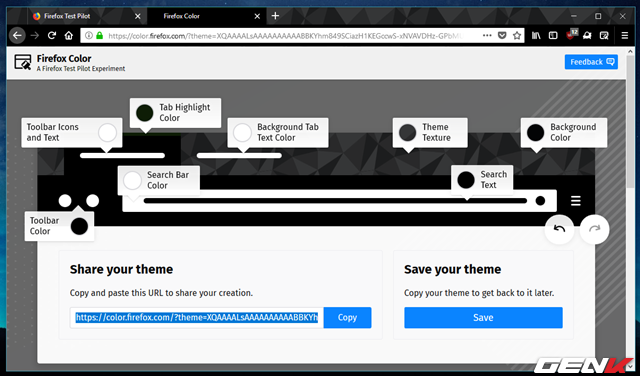 Firefox Test Pilot
Firefox Color
https://color.firefox.com/?theme=XQAAAALsAAAAAAAAAABBKYhm849SCiazH1KEGccwS-xNVAVDHz-GPbM
12
Firefox Color
A Firefox Test Pilot Experiment
Feedback
Tab Highlight
Color
Toolbar Icons
and Text
Background Tab
Text Color
Theme
Texture
Background
Color
Search Bar
Color
Search
Text
Toolbar
Color
Share your theme
Copy and paste this URL to share your creation.
https://color.firefox.com/?theme=XQAAAALsAAAAAAAAAABBKYh
Copy
Save your theme
Copy your theme to get back to it later.
Save
GENK